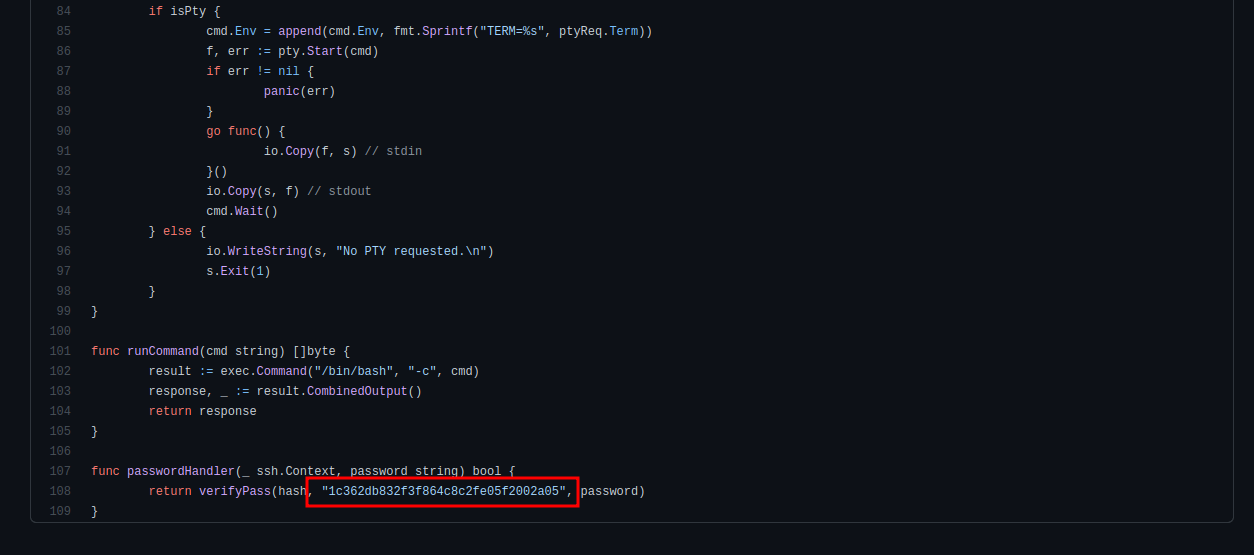 84 if isPty {
85 cmd.Env = append(cmd.Env, fmt.Sprintf("TERM=%s", ptyReq.Term))
86 f, err := pty.Start(cmd)
87 if err != nil {
88 panic(err)
89 }
90 go func() {
91 io.Copy(f, s) // stdin
92 }()
93 io.Copy(s, f) // stdout
94 cmd.Wait()
95 } else {
96 io.WriteString(s, "No PTY requested.\n")
97 s.Exit(1)
98 }
99 }
100
101 func runCommand(cmd string) []byte {
102 result := exec.Command("/bin/bash", "-c", cmd)
103 response, _ := result.CombinedOutput()
104 return response
105 }
106
107 func passwordHandler(_ ssh.Context, password string) bool {
108 return verifyPass(hash, "1c362db832f3f864c8c2fe05f2002a05", password)
109 }